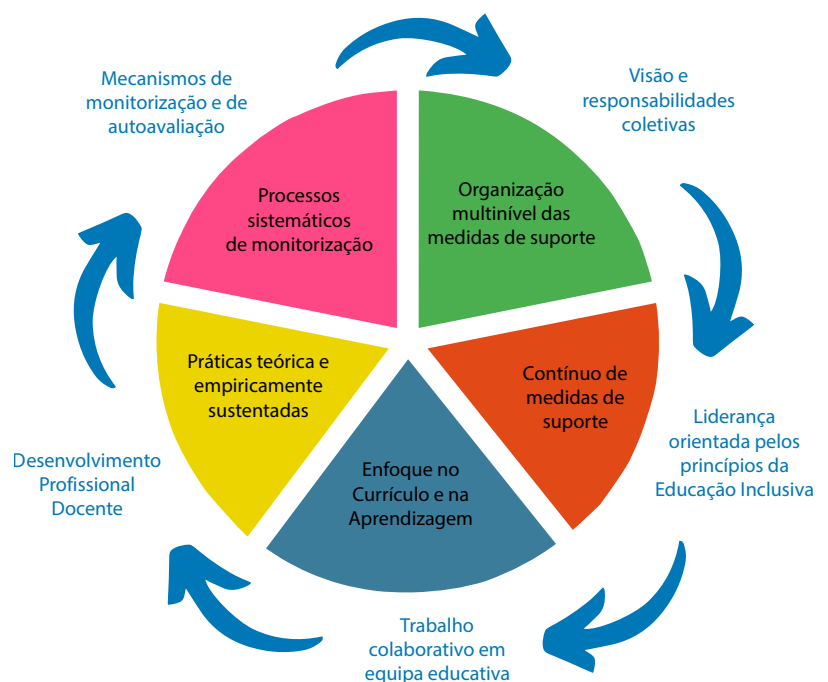 Mecanismos de
monitorização e de
autoavaliação
Visão e
responsabilidades
coletivas
Processos
sistemáticos
de monitorização
Organização
multinível das
medidas de suporte
Práticas teórica e
empiricamente
sustentadas
Contínuo de
medidas de
suporte
Enfoque no
Currículo e na
Aprendizagem
Liderança
orientada pelos
princípios da
Educação Inclusiva
Desenvolvimento
Profissional
Docente
Trabalho
colaborativo em
equipa educativa